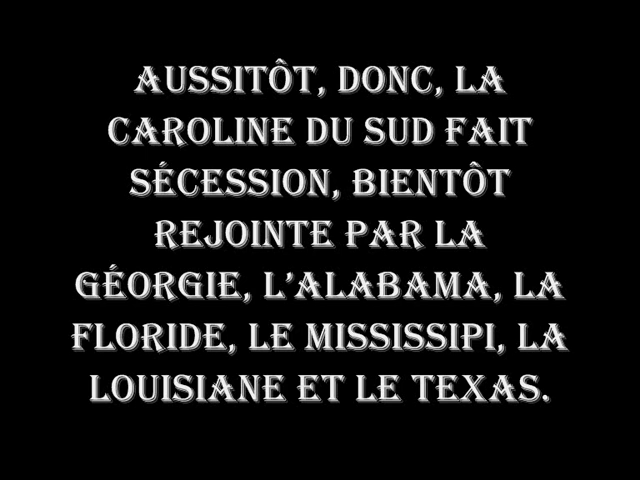 AUSSITÔT, DONC, LA
CAROLINE DU SUD FAIT
SÉCESSION, BIENTÔT
REJOINTE PAR LA
GÉORGIE, L’ALABAMA, LA
FLORIDE, LE MISSISSIPI, LA
LOUISIANE ET LE TEXAS.